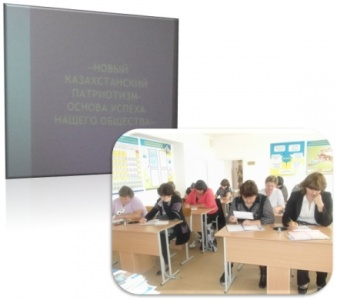 «НОВЫЙ
КАЗАХСТАНСКИЙ
ПАТРИОТИЗМ-
ОСНОВА УСПЕХА
НАШЕГО ОБЩЕСТВА»